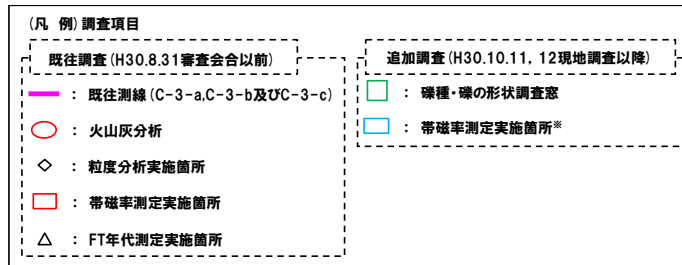 (凡 例)調査項目
既往調査(H30.8.31審査会合以前)
： 既往測線(C-3-a,C-3-b及びC-3-c)
： 火山灰分析
： 粒度分析実施箇所
： 帯磁率測定実施箇所
： FT年代測定実施箇所
追加調査(H30.10.11, 12現地調査以降)
： 礫種・礫の形状調査窓
： 帯磁率測定実施箇所※